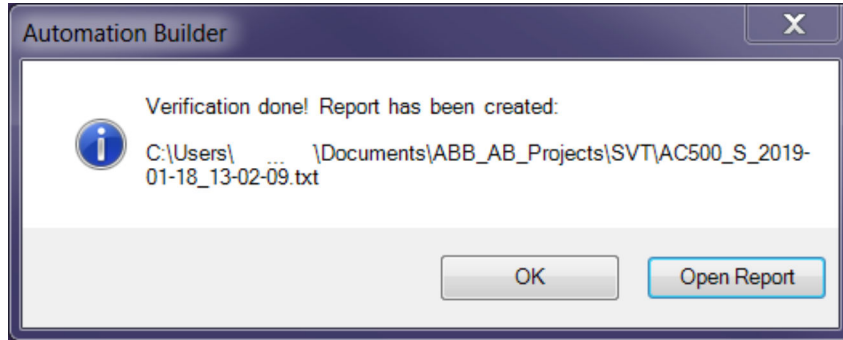 Automation Builder
X
Verification done! Report has been created:
C:\Users\ ... \Documents\ABB_AB_Projects\SVT\AC500_S_2019-
01-18_13-02-09.txt
OK
Open Report